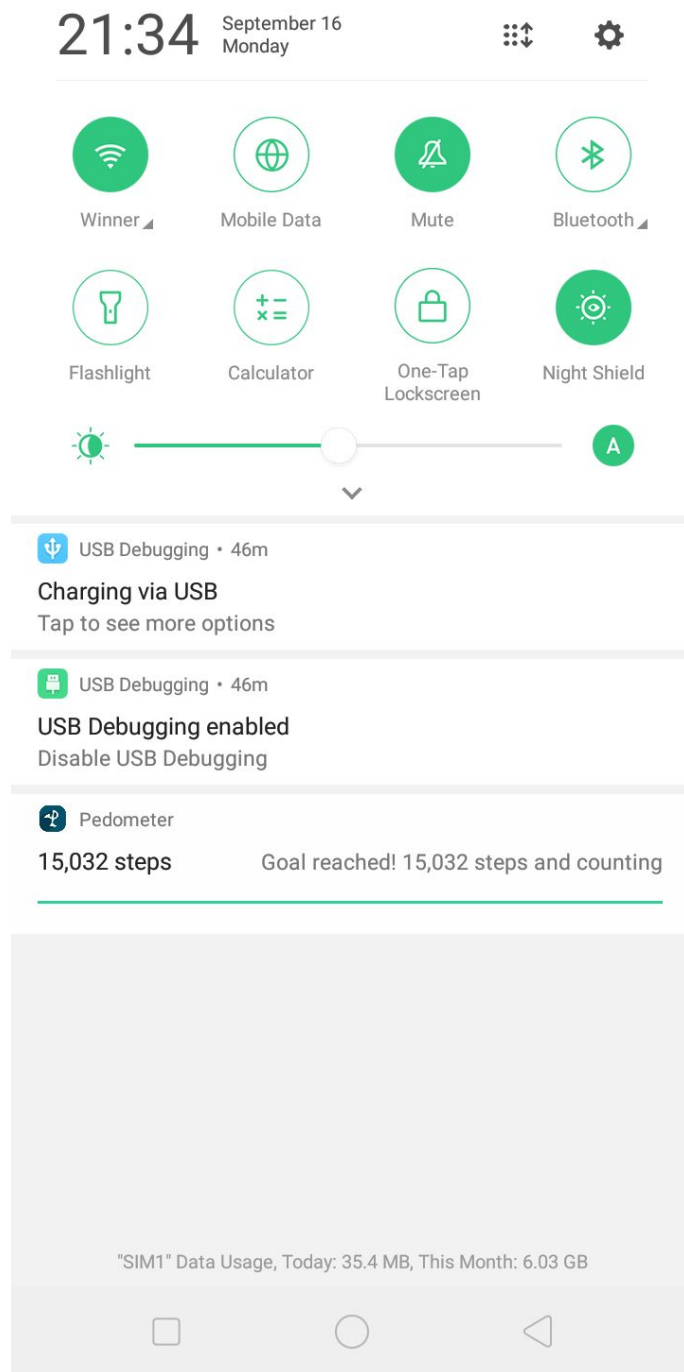 21:34
September 16
Monday
Winner
Mobile Data
Mute
Bluetooth
Flashlight
Calculator
One-Tap
Lockscreen
Night Shield
A
USB Debugging • 46m
Charging via USB
Tap to see more options
USB Debugging • 46m
USB Debugging enabled
Disable USB Debugging
Pedometer
15,032 steps Goal reached! 15,032 steps and counting
"SIM1" Data Usage, Today: 35.4 MB, This Month: 6.03 GB